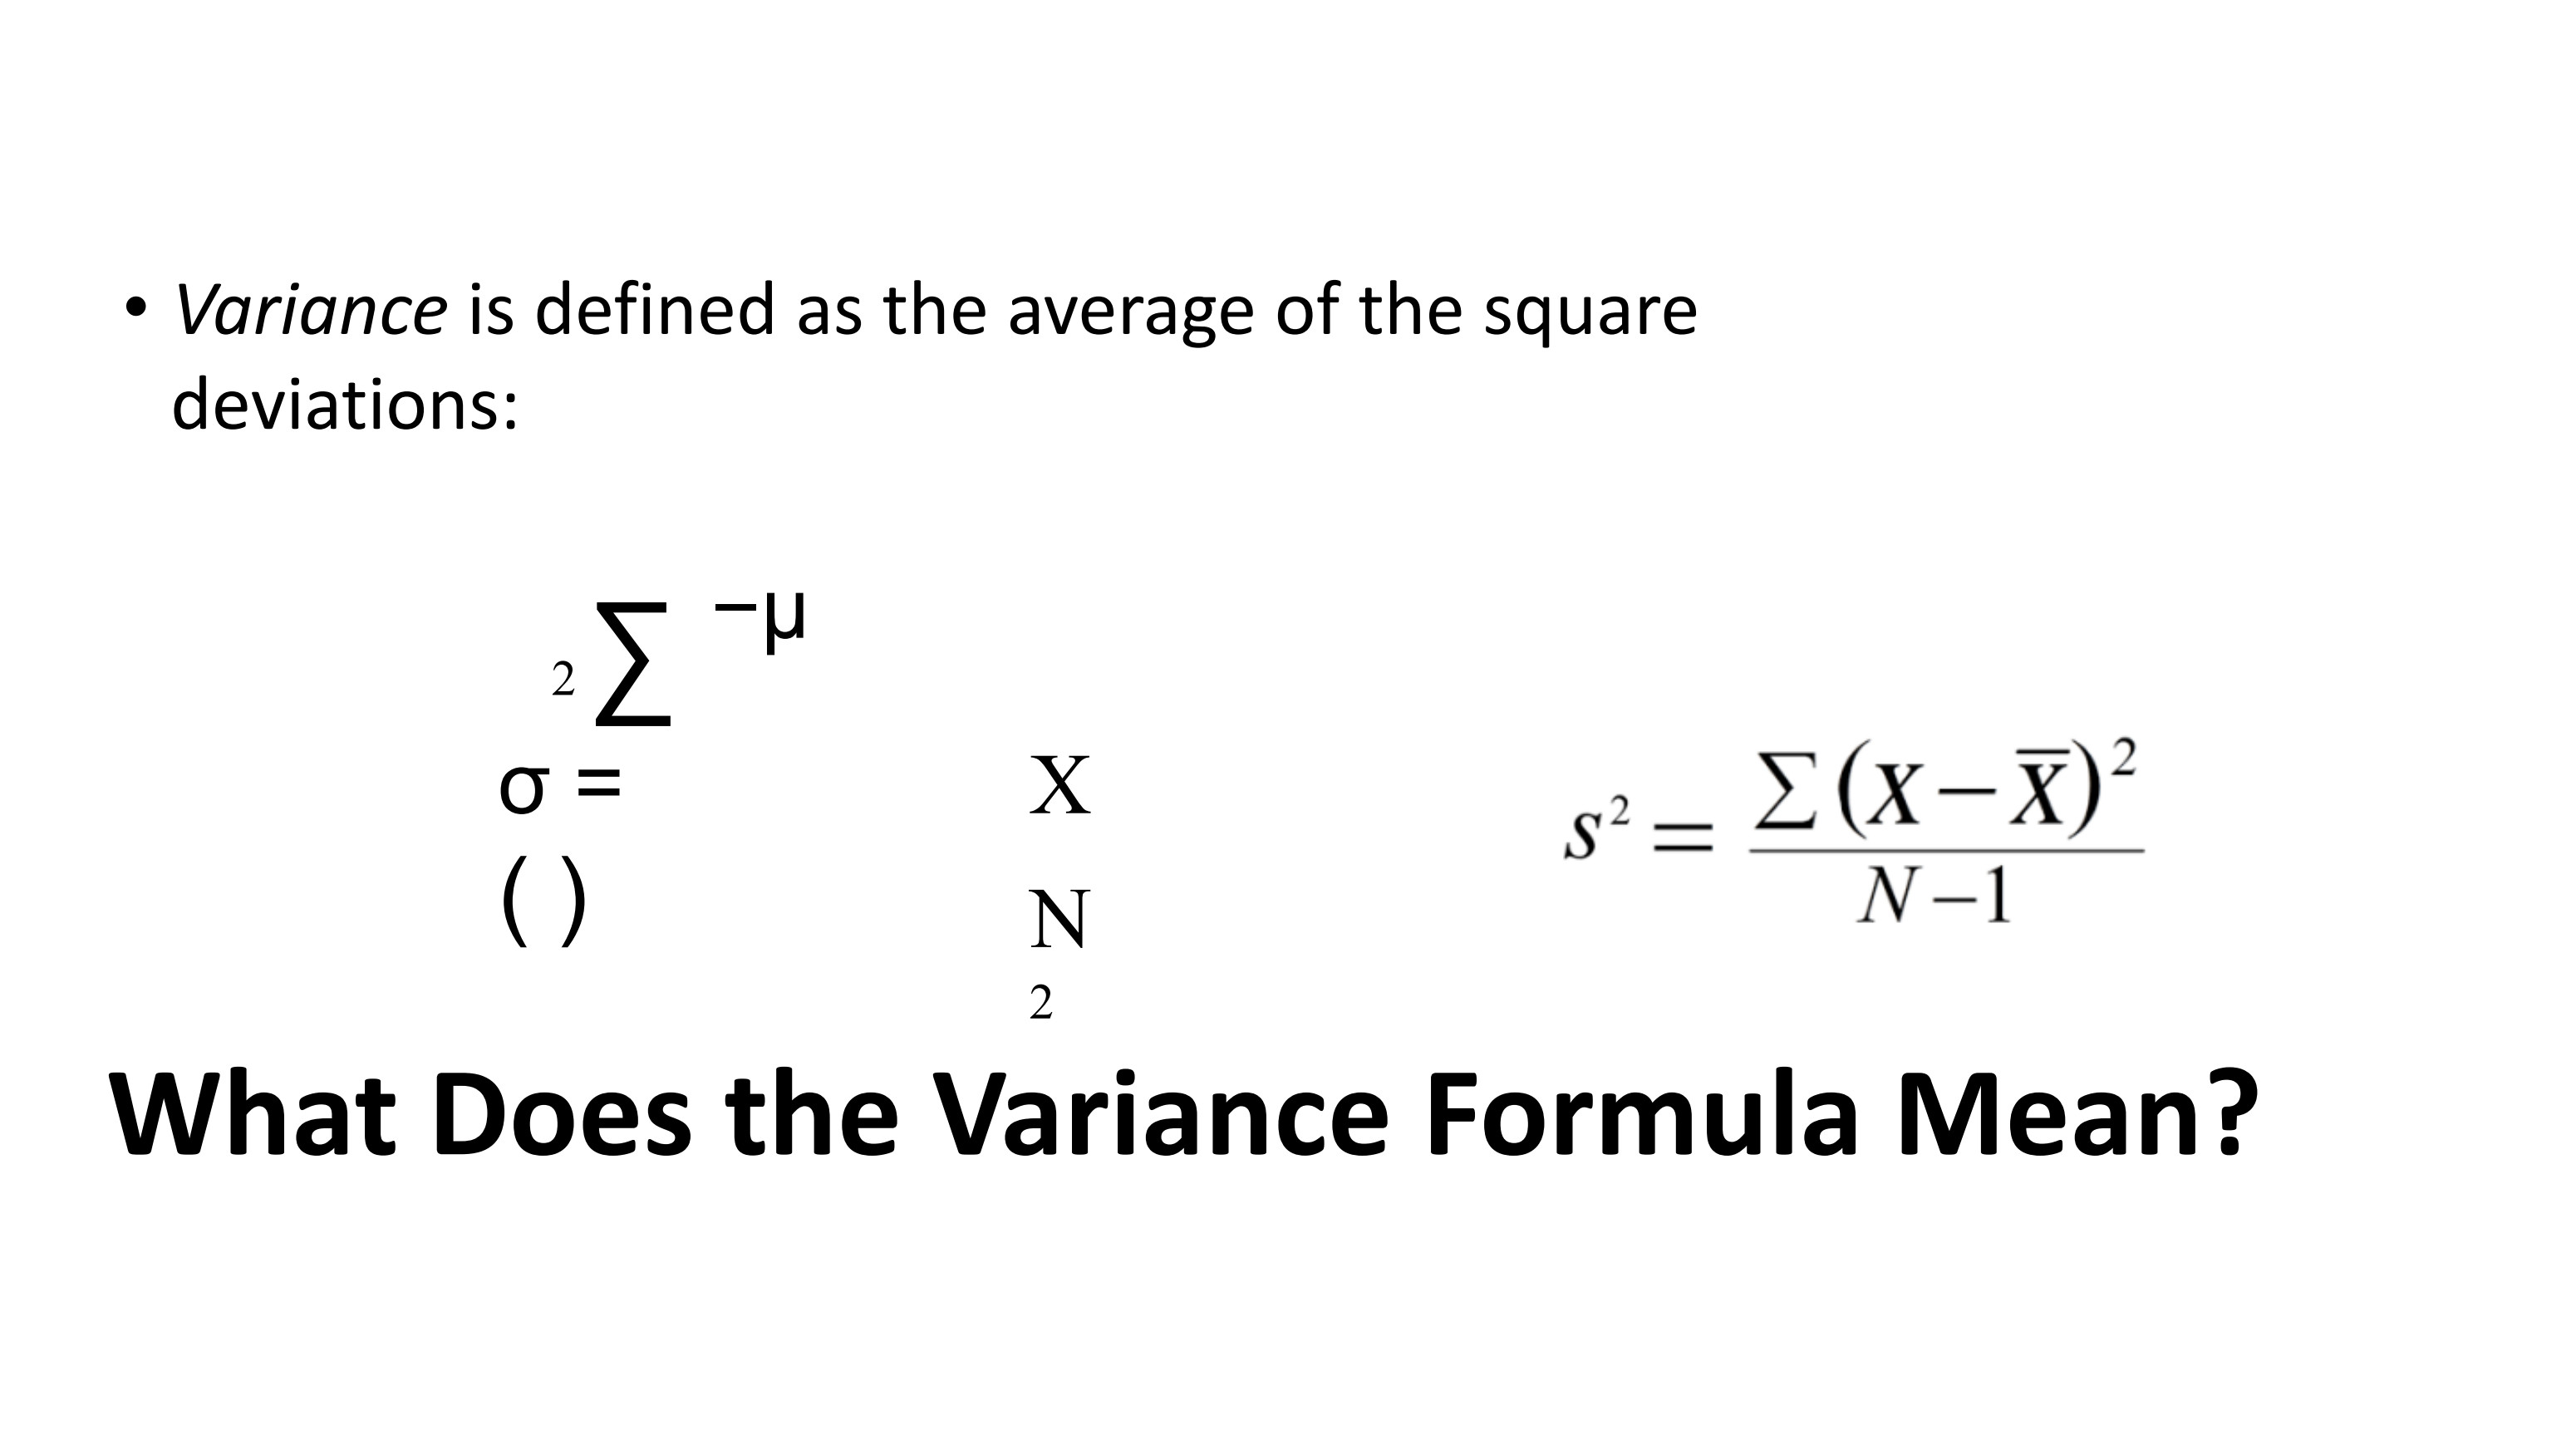 • Variance is defined as the average of the square
deviations:
2 ∑ −μ
σ =
( )
X
N
2
s² = ∑(X−X̅)²
N−1
What Does the Variance Formula Mean?